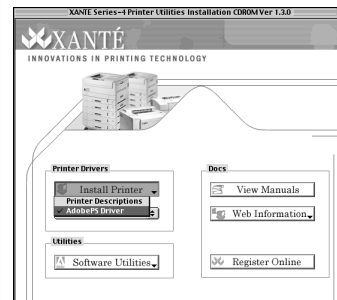 XANTÉ Series-4 Printer Utilities Installation CDROM Ver 1.3.0
XANTÉ
INNOVATIONS IN PRINTING TECHNOLOGY
Printer Drivers
Install Printer
Printer Descriptions
✓ AdobePS Driver
Utilities
Software Utilities
Docs
View Manuals
Web Information
Register Online